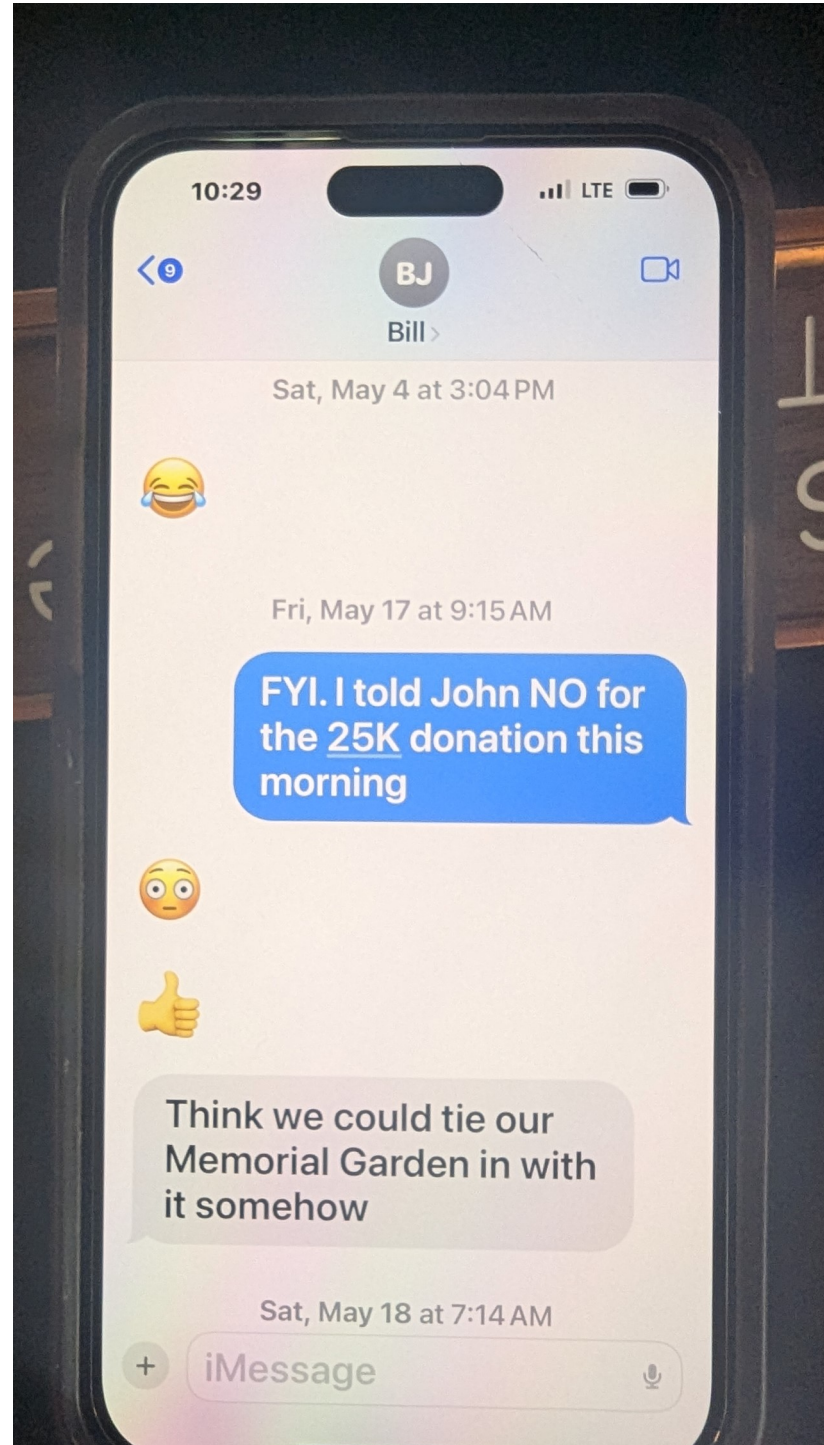 10:29 LTE
9
BJ
Bill
Sat, May 4 at 3:04 PM
😂
Fri, May 17 at 9:15 AM
FYI. I told John NO for
the 25K donation this
morning
😳
👍
Think we could tie our
Memorial Garden in with
it somehow
Sat, May 18 at 7:14 AM
+ iMessage